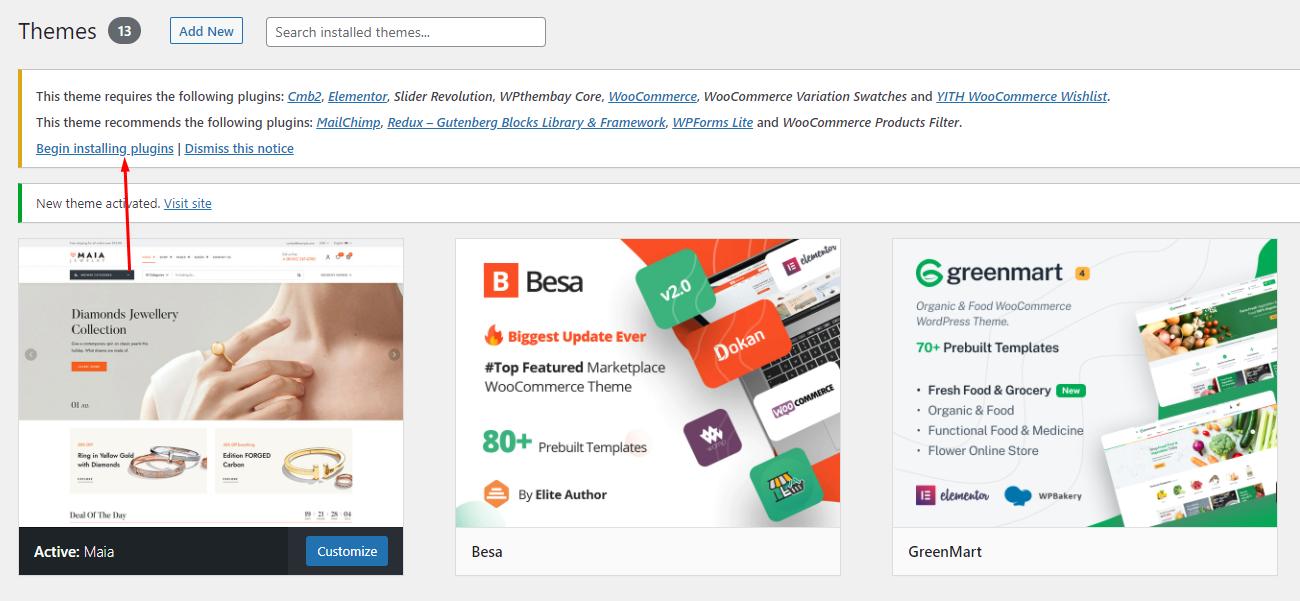 Themes 13 Add New Search installed themes...
This theme requires the following plugins: Cmb2, Elementor, Slider Revolution, WPthembay Core, WooCommerce, WooCommerce Variation Swatches and YITH WooCommerce Wishlist.
This theme recommends the following plugins: MailChimp, Redux – Gutenberg Blocks Library & Framework, WPForms Lite and WooCommerce Products Filter.
Begin installing plugins | Dismiss this notice
New theme activated. Visit site
MAIA
JEWELRY
Diamonds Jewellery
Collection
01
Ring in Yellow Gold
with Diamonds
Edition FORGED
Carbon
Deal Of The Day
19 : 21 : 28 : 04
Active: Maia
Customize
B Besa
v2.0
elementor
Biggest Update Ever
Dokan
#Top Featured Marketplace
WooCommerce Theme
WOO COMMERCE
80+ Prebuilt Templates
By Elite Author
Besa
greenmart 4
Organic & Food WooCommerce
WordPress Theme.
70+ Prebuilt Templates
• Fresh Food & Grocery New
• Organic & Food
• Functional Food & Medicine
• Flower Online Store
elementor WPBakery
GreenMart